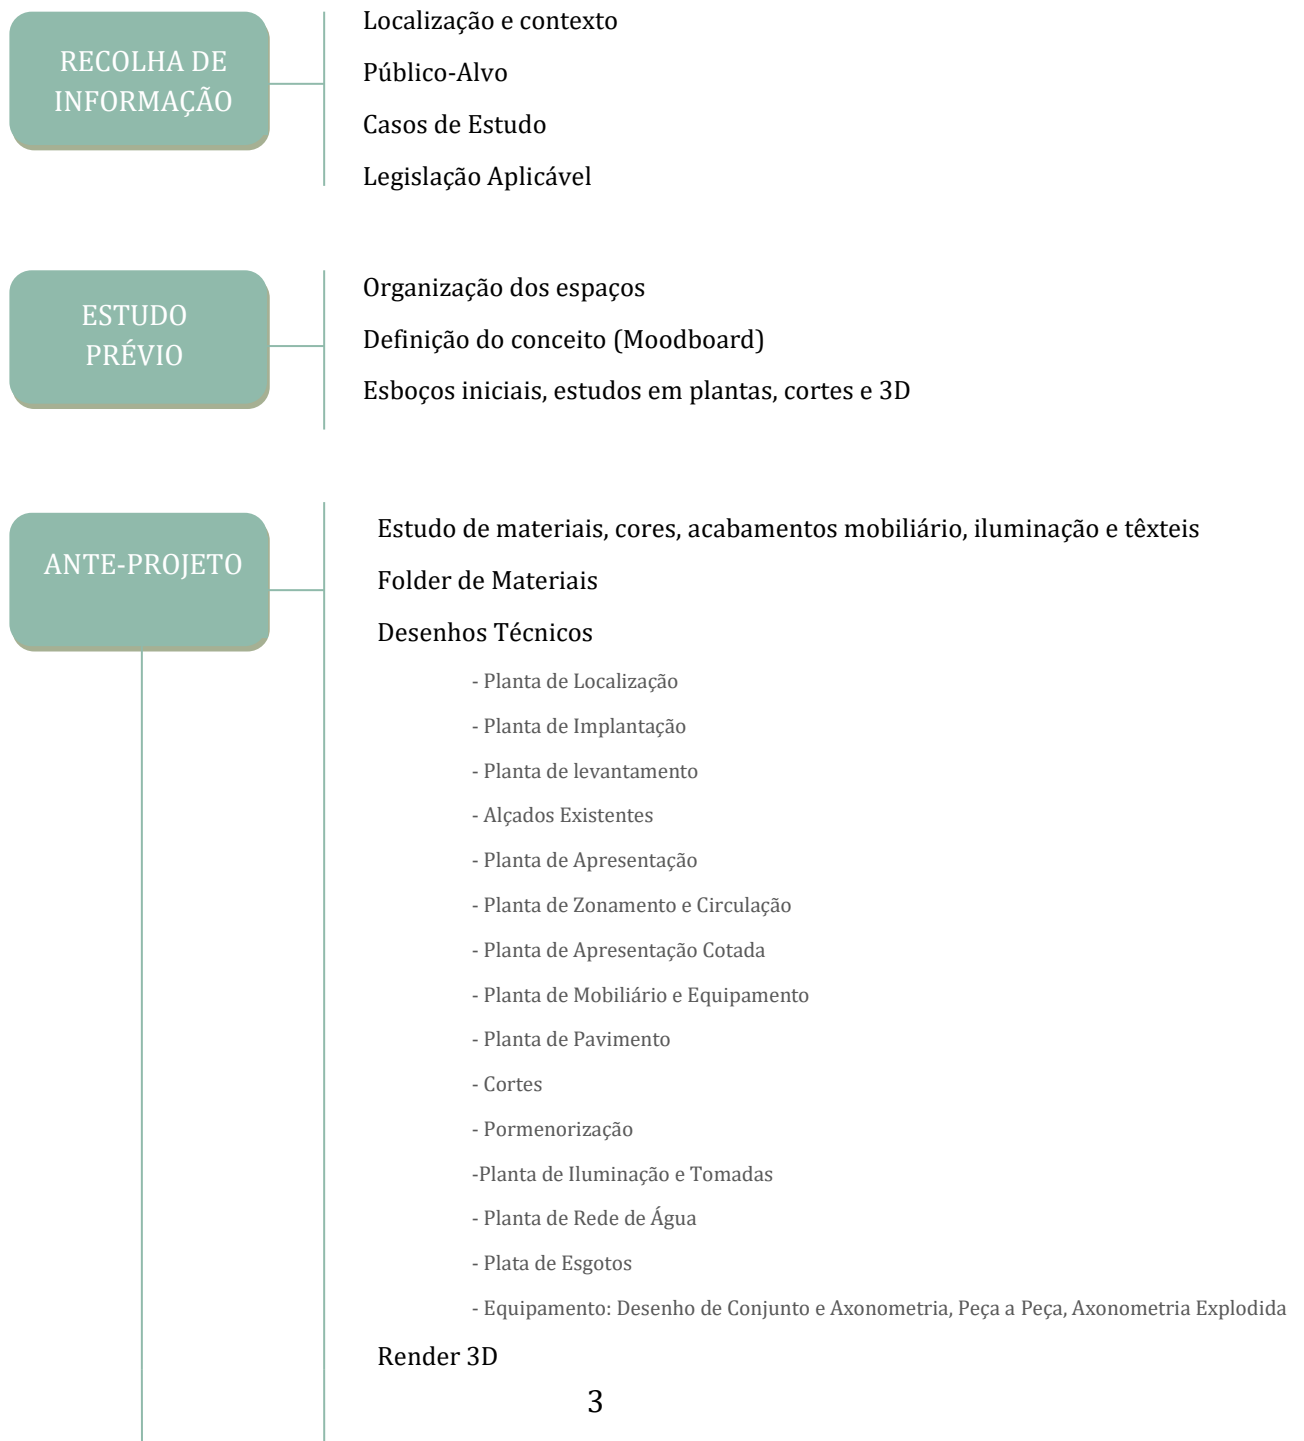 RECOLHA DE
INFORMAÇÃO
Localização e contexto
Público-Alvo
Casos de Estudo
Legislação Aplicável
ESTUDO
PRÉVIO
Organização dos espaços
Definição do conceito (Moodboard)
Esboços iniciais, estudos em plantas, cortes e 3D
ANTE-PROJETO
Estudo de materiais, cores, acabamentos mobiliário, iluminação e têxteis
Folder de Materiais
Desenhos Técnicos
- Planta de Localização
- Planta de Implantação
- Planta de levantamento
- Alçados Existentes
- Planta de Apresentação
- Planta de Zonamento e Circulação
- Planta de Apresentação Cotada
- Planta de Mobiliário e Equipamento
- Planta de Pavimento
- Cortes
- Pormenorização
-Planta de Iluminação e Tomadas
- Planta de Rede de Água
- Plata de Esgotos
- Equipamento: Desenho de Conjunto e Axonometria, Peça a Peça, Axonometria Explodida
Render 3D
3